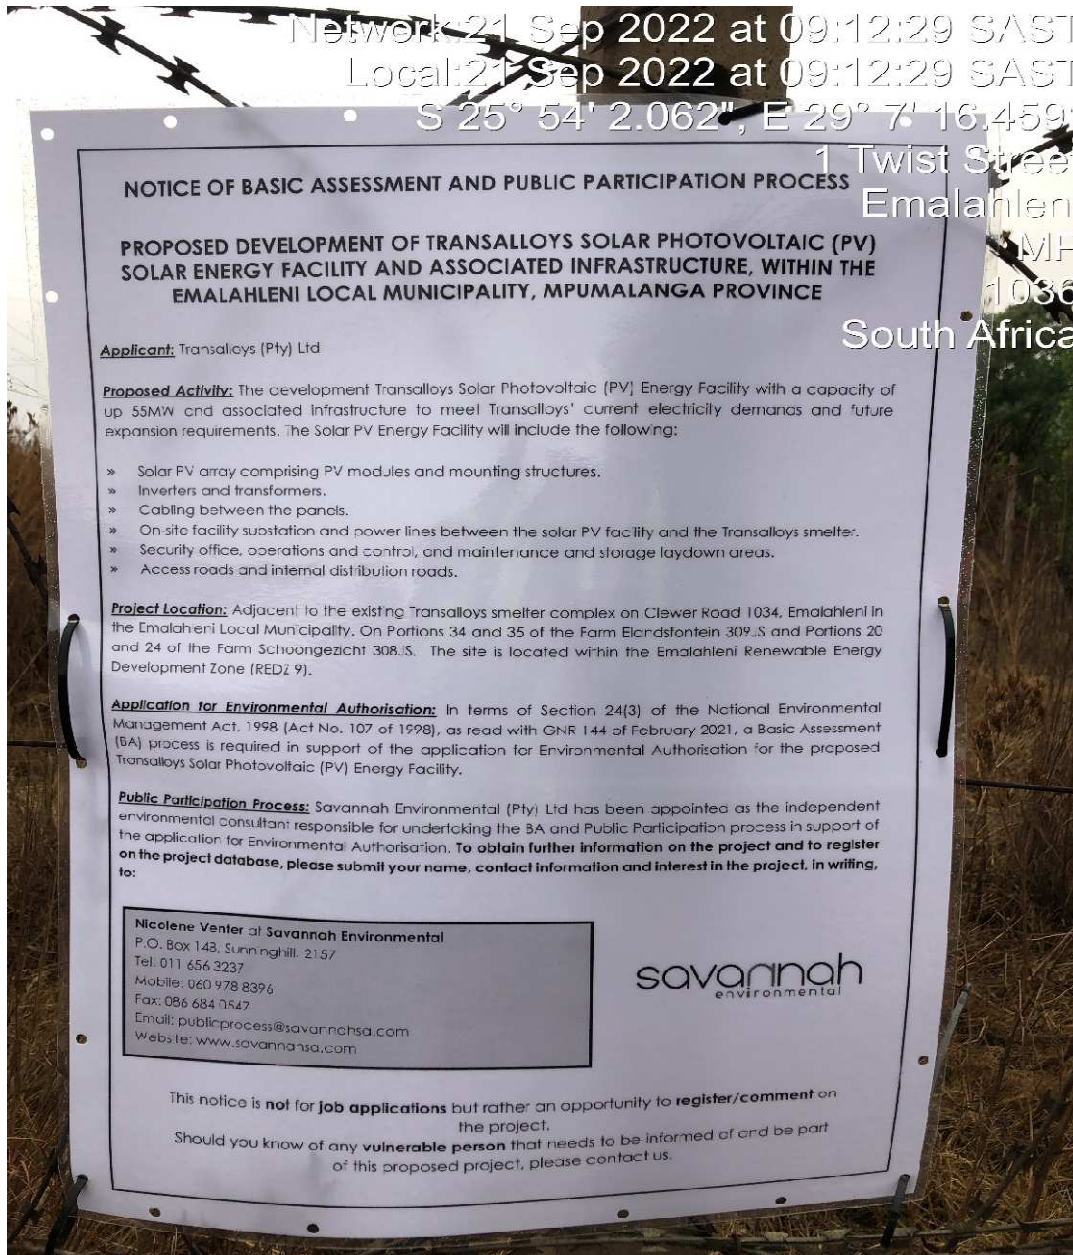 Network:21 Sep 2022 at 09:12:29 SAST
Local:21 Sep 2022 at 09:12:29 SAST
S 25° 54' 2.062", E 29° 7' 16.459"
1 Twist Street
Emalahleni
MP
1036
South Africa
NOTICE OF BASIC ASSESSMENT AND PUBLIC PARTICIPATION PROCESS
PROPOSED DEVELOPMENT OF TRANSALLOYS SOLAR PHOTOVOLTAIC (PV)
SOLAR ENERGY FACILITY AND ASSOCIATED INFRASTRUCTURE, WITHIN THE
EMALAHLENI LOCAL MUNICIPALITY, MPUMALANGA PROVINCE
Applicant: Transalloys (Pty) Ltd
Proposed Activity: The development Transalloys Solar Photovoltaic (PV) Energy Facility with a capacity of
up 55MW and associated infrastructure to meet Transalloys' current electricity demands and future
expansion requirements. The Solar PV Energy Facility will include the following:
» Solar PV array comprising PV modules and mounting structures.
» Inverters and transformers.
» Cabling between the panels.
» On-site facility substation and power lines between the solar PV facility and the Transalloys smelter.
» Security office, operations and control, and maintenance and storage laydown areas.
» Access roads and internal distribution roads.
Project Location: Adjacent to the existing Transalloys smelter complex on Clewer Road 1034, Emalahleni in
the Emalahleni Local Municipality. On Portions 34 and 35 of the Farm Elandsfontein 309JS and Portions 20
and 24 of the Farm Schoongezicht 308JS. The site is located within the Emalahleni Renewable Energy
Development Zone (REDZ 9).
Application for Environmental Authorisation: In terms of Section 24(3) of the National Environmental
Management Act, 1998 (Act No. 107 of 1998), as read with GNR 144 of February 2021, a Basic Assessment
(BA) process is required in support of the application for Environmental Authorisation for the proposed
Transalloys Solar Photovoltaic (PV) Energy Facility.
Public Participation Process: Savannah Environmental (Pty) Ltd has been appointed as the independent
environmental consultant responsible for undertaking the BA and Public Participation process in support of
the application for Environmental Authorisation. To obtain further information on the project and to register
on the project database, please submit your name, contact information and interest in the project, in writing,
to:
Nicolene Venter at Savannah Environmental
P.O. Box 148, Sunninghill, 2157
Tel: 011 656 3237
Mobile: 060 978 8396
Fax: 086 684 0547
Email: publicprocess@savannahsa.com
Website: www.savannahsa.com
savannah
environmental
This notice is not for job applications but rather an opportunity to register/comment on
the project.
Should you know of any vulnerable person that needs to be informed of and be part
of this proposed project, please contact us.